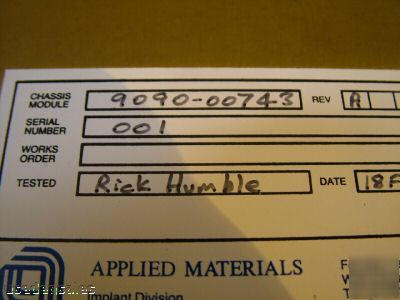 CHASSIS MODULE 9090-00743 REV A
SERIAL NUMBER 001
WORKS ORDER
TESTED Rick Humble DATE 18F
APPLIED MATERIALS
Implant Division